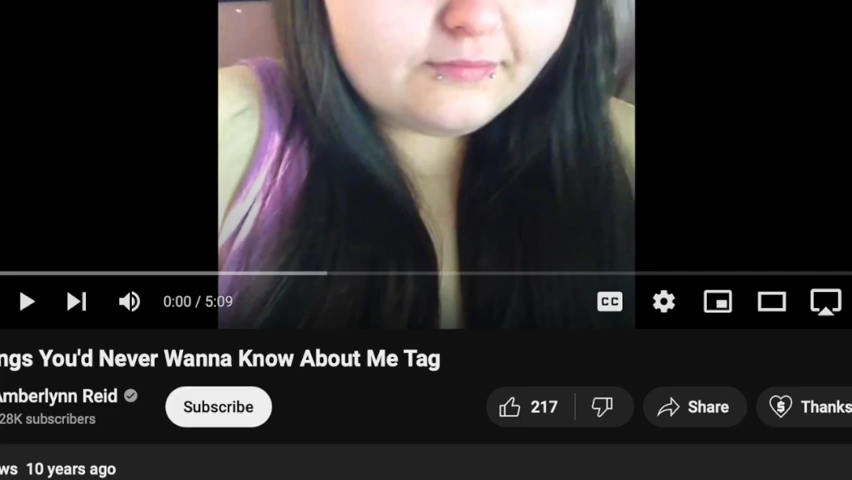 0:00 / 5:09
CC
ngs You'd Never Wanna Know About Me Tag
Amberlynn Reid
28K subscribers
Subscribe
217
Share
Thanks
ws 10 years ago